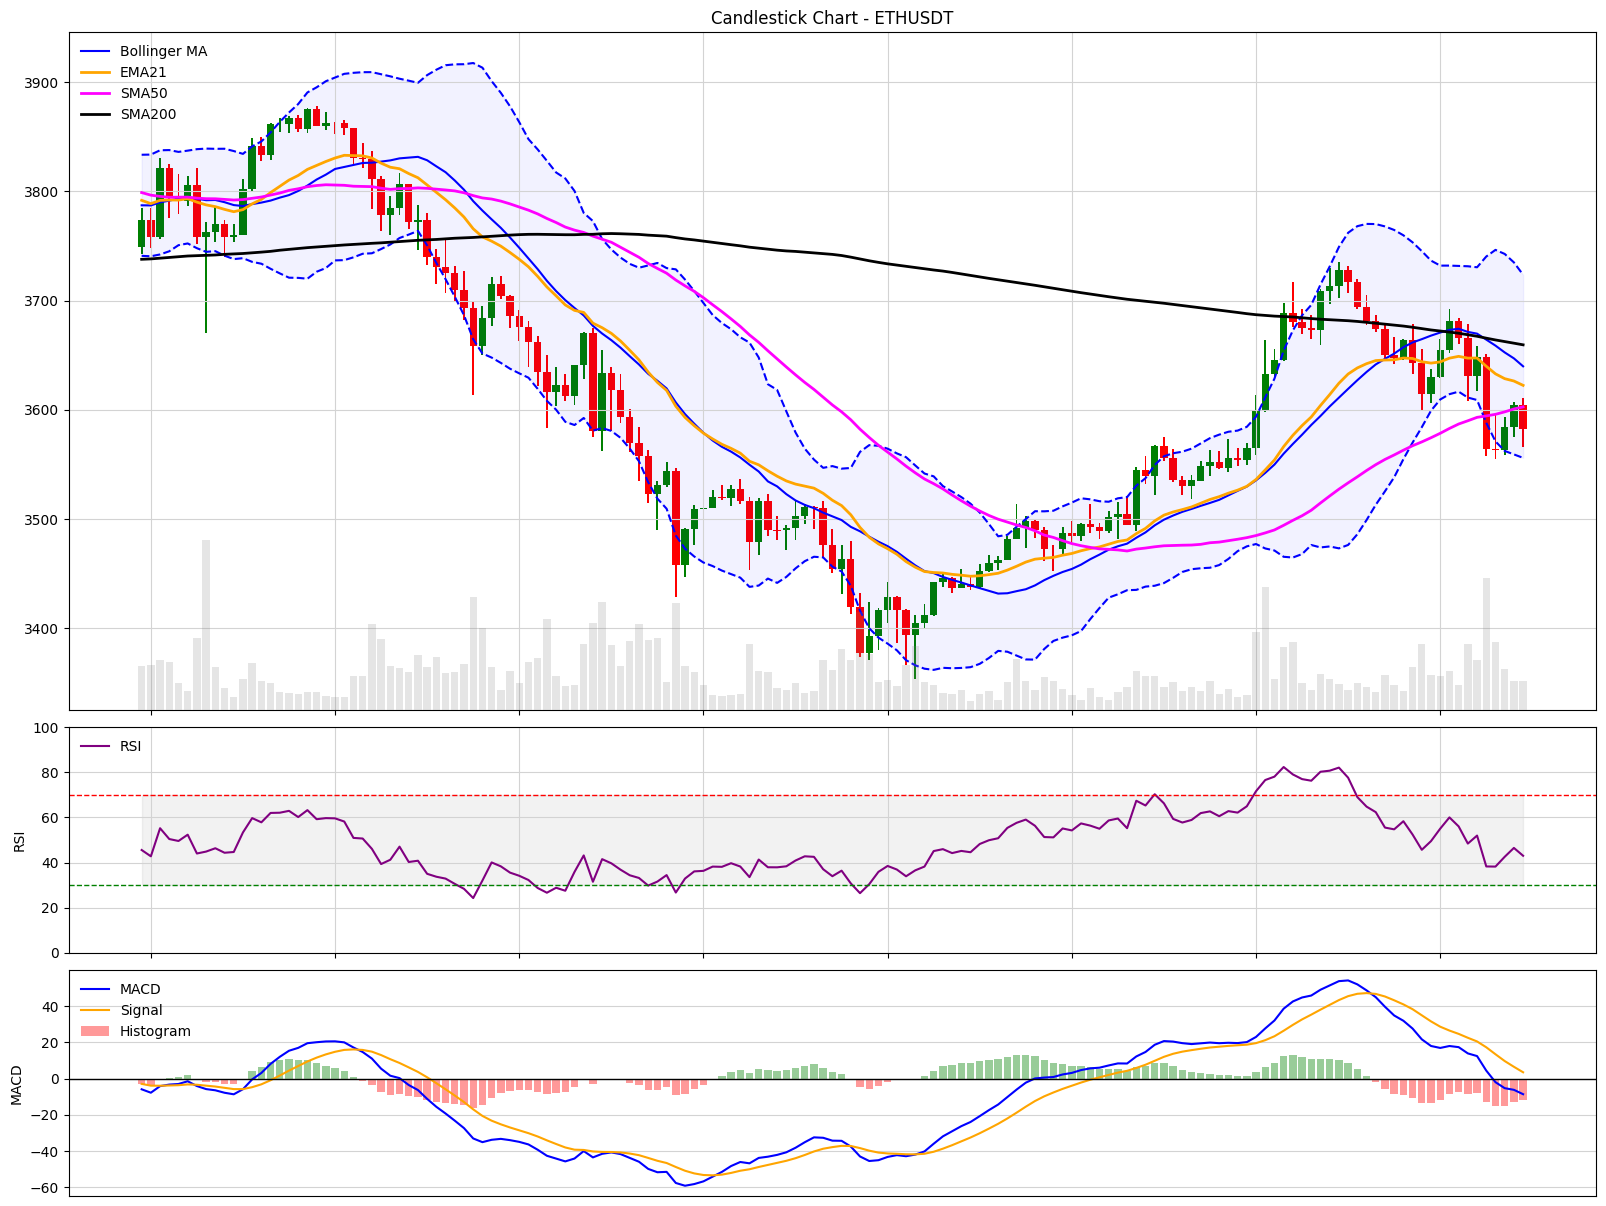 Candlestick Chart - ETHUSDT
Bollinger MA
EMA21
SMA50
SMA200
3900
3800
3700
3600
3500
3400
RSI
100
80
60
40
20
0
RSI
MACD
Signal
Histogram
40
20
0
−20
−40
−60
MACD